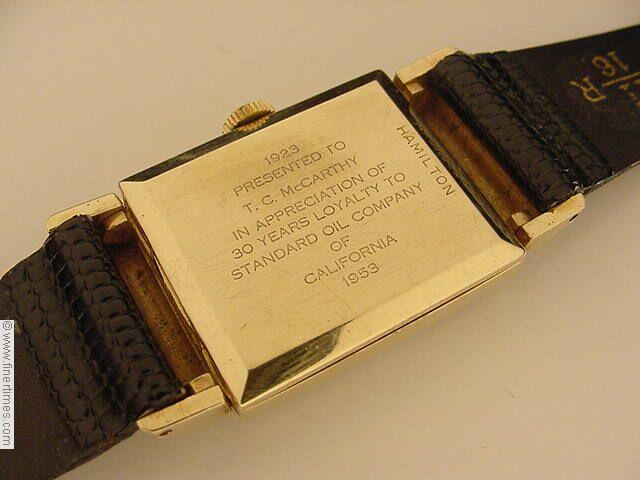 1923
PRESENTED TO
T. C. McCARTHY
IN APPRECIATION OF
30 YEARS LOYALTY TO
STANDARD OIL COMPANY
OF
CALIFORNIA
1953
HAMILTON
16
R
© www.finertimes.com